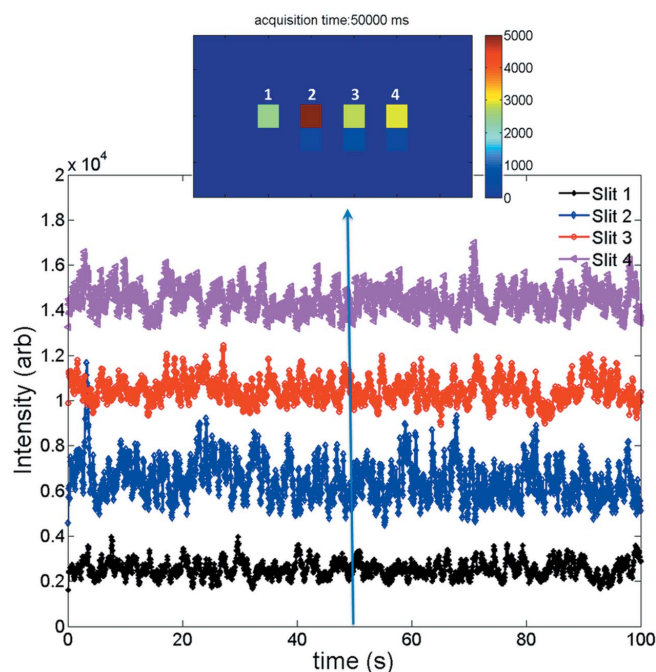 acquisition time:50000 ms
1 2 3 4
5000
4000
3000
2000
1000
0
x 10⁴
2
1.8
1.6
1.4
1.2
1
0.8
0.6
0.4
0.2
0
Slit 1
Slit 2
Slit 3
Slit 4
Intensity (arb)
0 20 40 60 80 100
time (s)